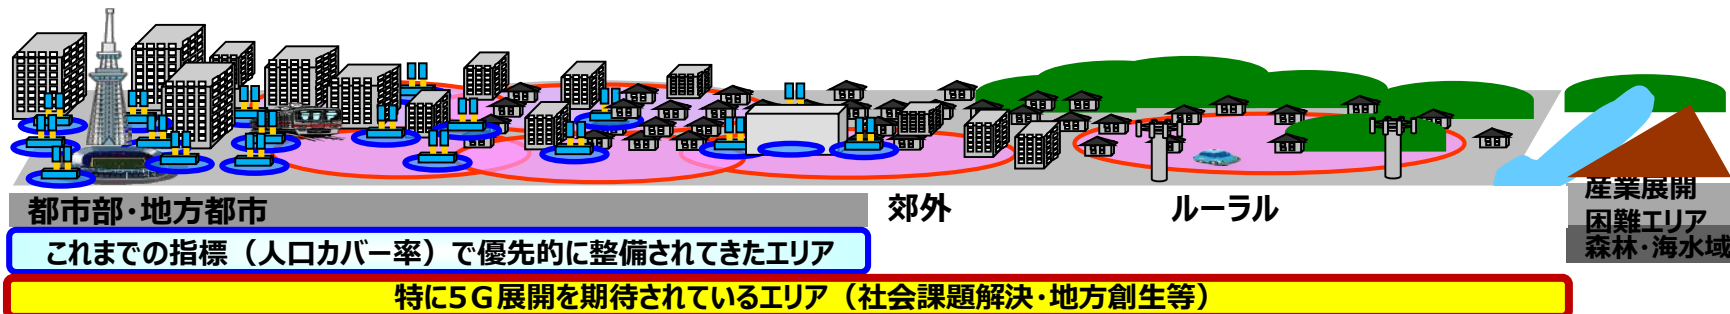 都市部･地方都市
郊外
ルーラル
産業展開
困難エリア
森林･海水域
これまでの指標（人口カバー率）で優先的に整備されてきたエリア
特に5Ｇ展開を期待されているエリア（社会課題解決･地方創生等）